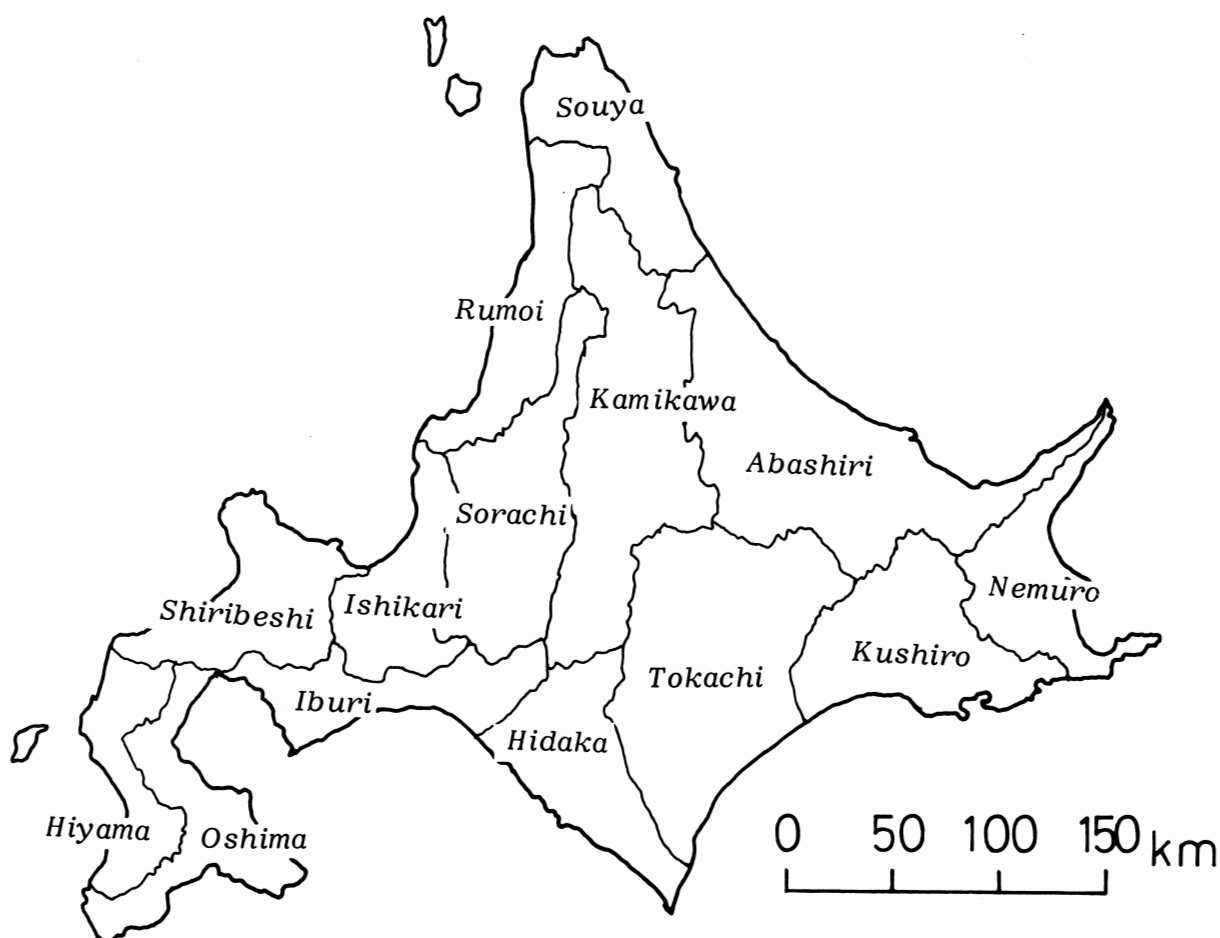 Souya
Rumoi
Kamikawa
Abashiri
Sorachi
Nemuro
Shiribeshi
Ishikari
Kushiro
Tokachi
Iburi
Hidaka
Hiyama
Oshima
0 50 100 150 km